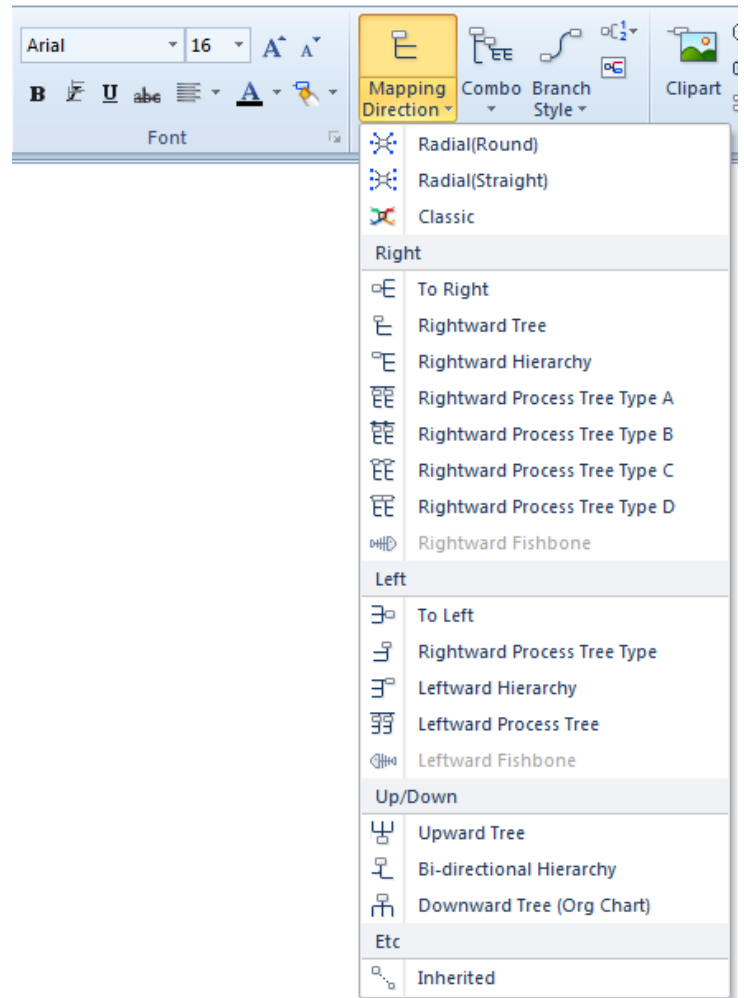 Arial 16 A A
B F U abc A
Font
Mapping Direction
Combo
Branch Style
Clipart
Radial(Round)
Radial(Straight)
Classic
Right
To Right
Rightward Tree
Rightward Hierarchy
Rightward Process Tree Type A
Rightward Process Tree Type B
Rightward Process Tree Type C
Rightward Process Tree Type D
Rightward Fishbone
Left
To Left
Rightward Process Tree Type
Leftward Hierarchy
Leftward Process Tree
Leftward Fishbone
Up/Down
Upward Tree
Bi-directional Hierarchy
Downward Tree (Org Chart)
Etc
Inherited